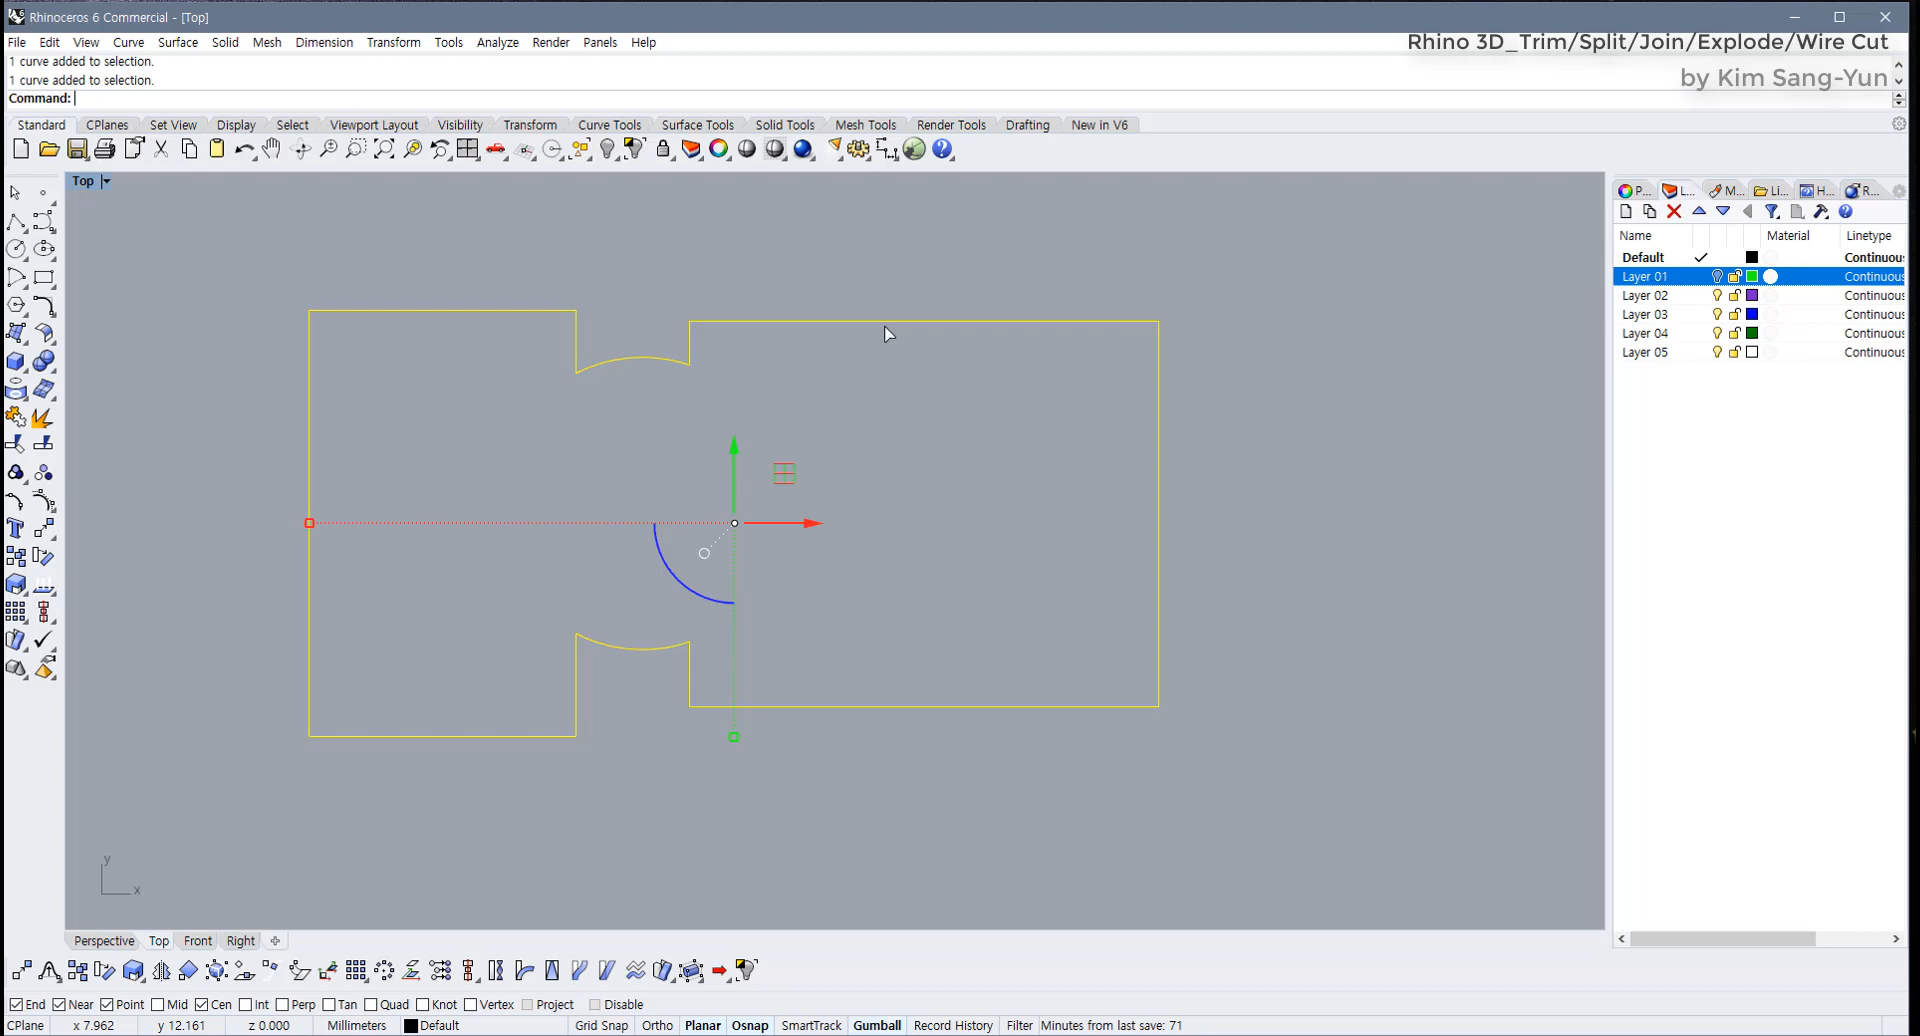 Rhinoceros 6 Commercial - [Top]
File Edit View Curve Surface Solid Mesh Dimension Transform Tools Analyze Render Panels Help
Rhino 3D_Trim/Split/Join/Explode/Wire Cut
by Kim Sang-Yun
1 curve added to selection.
1 curve added to selection.
Command:
Standard CPlanes Set View Display Select Viewport Layout Visibility Transform Curve Tools Surface Tools Solid Tools Mesh Tools Render Tools Drafting New in V6
Top
P... L... M... Li... H... R...
Name Material Linetype
Default Continuous
Layer 01 Continuous
Layer 02 Continuous
Layer 03 Continuous
Layer 04 Continuous
Layer 05 Continuous
y
x
Perspective Top Front Right
End Near Point Mid Cen Int Perp Tan Quad Knot Vertex Project Disable
CPlane x 7.962 y 12.161 z 0.000 Millimeters Default Grid Snap Ortho Planar Osnap SmartTrack Gumball Record History Filter Minutes from last save: 71